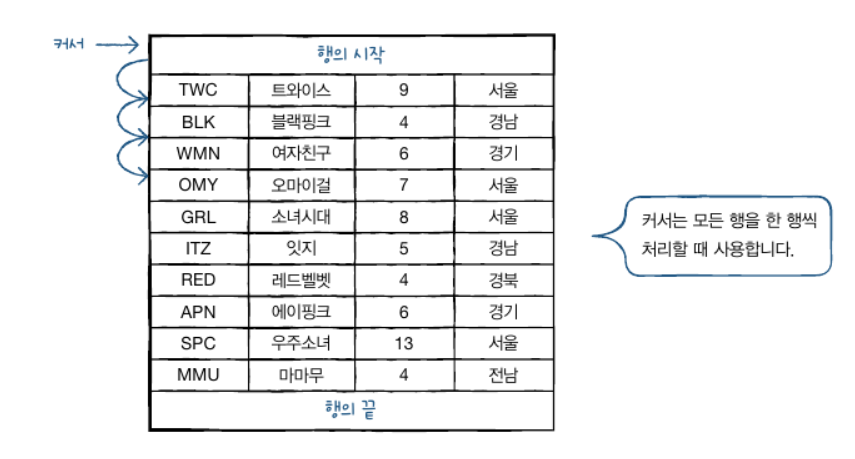 커서
행의 시작
TWC 트와이스 9 서울
BLK 블랙핑크 4 경남
WMN 여자친구 6 경기
OMY 오마이걸 7 서울
GRL 소녀시대 8 서울
ITZ 잇지 5 경남
RED 레드벨벳 4 경북
APN 에이핑크 6 경기
SPC 우주소녀 13 서울
MMU 마마무 4 전남
행의 끝
커서는 모든 행을 한 행씩
처리할 때 사용합니다.